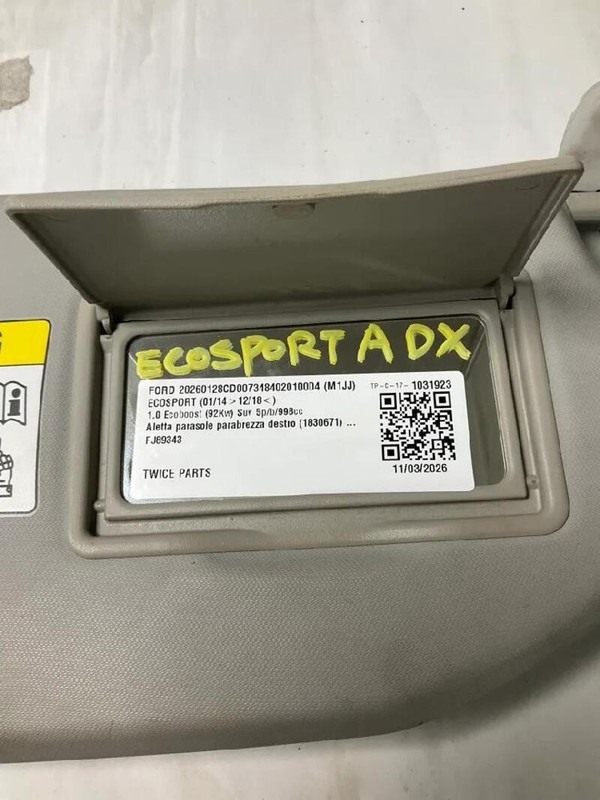 ECOSPORT A DX
FORD 20260128CD007318402010004 (M1JJ)
TP-C-17- 1031923
ECOSPORT (01/14 > 12/18 < )
1.0 Ecoboost (92Kw) Suv 5p/b/998cc
Aletta parasole parabrezza destro (1830671) ...
FJ69343
TWICE PARTS
11/03/2026